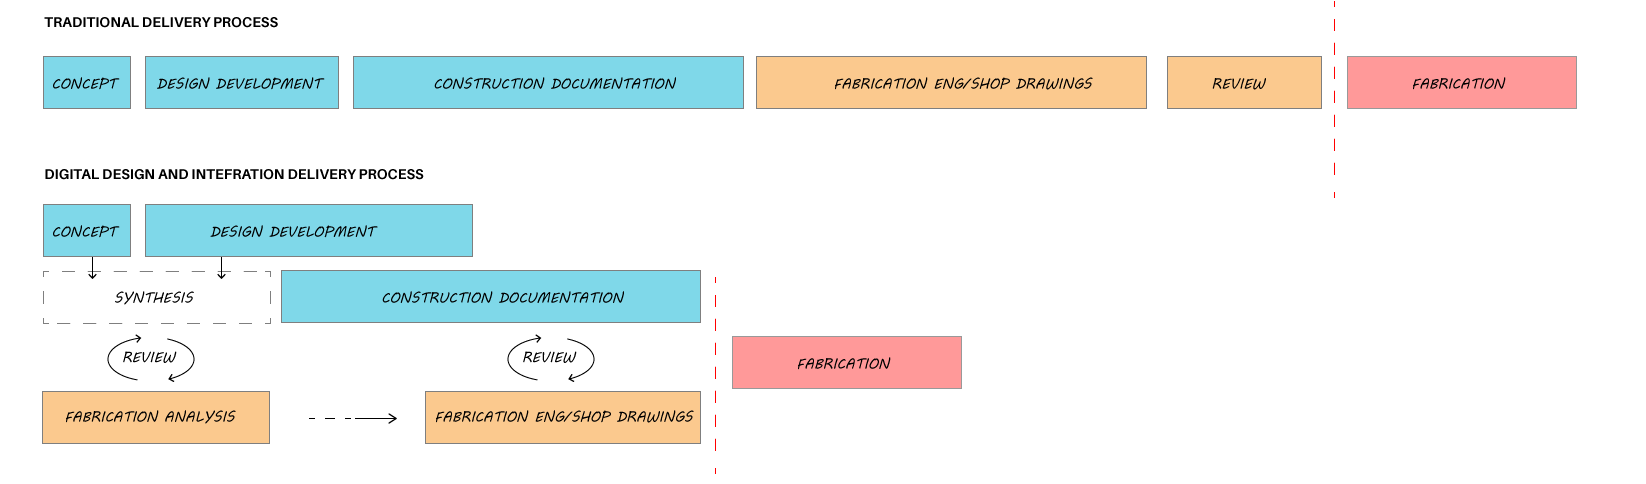 TRADITIONAL DELIVERY PROCESS
CONCEPT
DESIGN DEVELOPMENT
CONSTRUCTION DOCUMENTATION
FABRICATION ENG/SHOP DRAWINGS
REVIEW
FABRICATION
DIGITAL DESIGN AND INTEFRATION DELIVERY PROCESS
CONCEPT
DESIGN DEVELOPMENT
SYNTHESIS
CONSTRUCTION DOCUMENTATION
REVIEW
REVIEW
FABRICATION
FABRICATION ANALYSIS
FABRICATION ENG/SHOP DRAWINGS